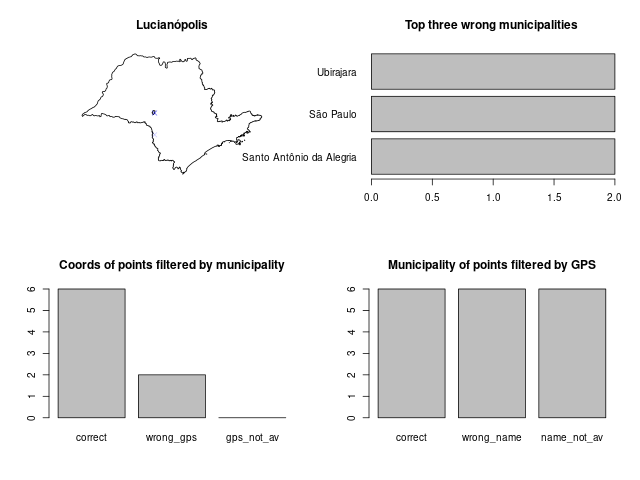 Lucianópolis
Top three wrong municipalities
Ubirajara
São Paulo
Santo Antônio da Alegria
0.0 0.5 1.0 1.5 2.0
Coords of points filtered by municipality
0 1 2 3 4 5 6
correct wrong_gps gps_not_av
Municipality of points filtered by GPS
0 1 2 3 4 5 6
correct wrong_name name_not_av